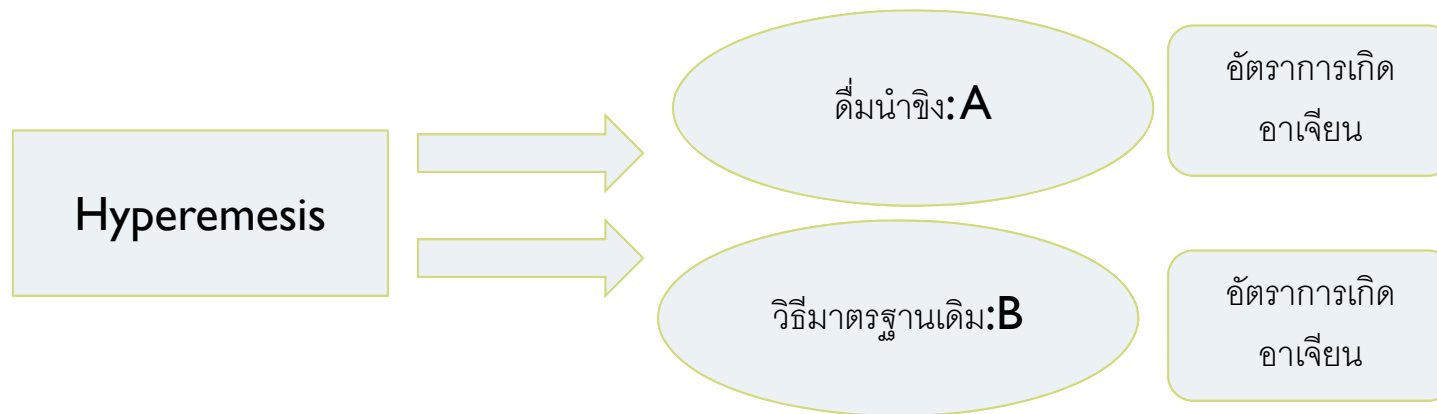 Hyperemesis
ดื่มนำขิง:A
อัตราการเกิด
อาเจียน
วิธีมาตรฐานเดิม:B
อัตราการเกิด
อาเจียน